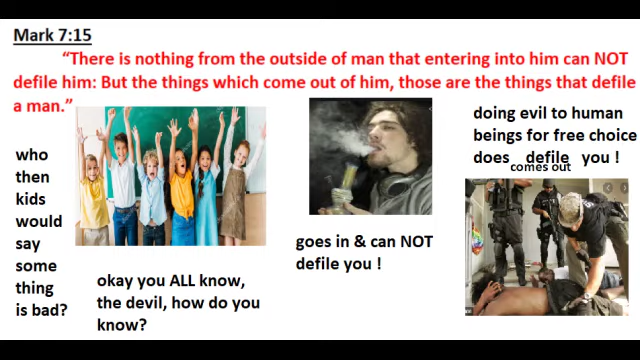 Mark 7:15
“There is nothing from the outside of man that entering into him can NOT
defile him: But the things which come out of him, those are the things that defile
a man.”
who
then
kids
would
say
some
thing
is bad?
okay you ALL know,
the devil, how do you
know?
goes in & can NOT
defile you !
doing evil to human
beings for free choice
does defile you !
comes out